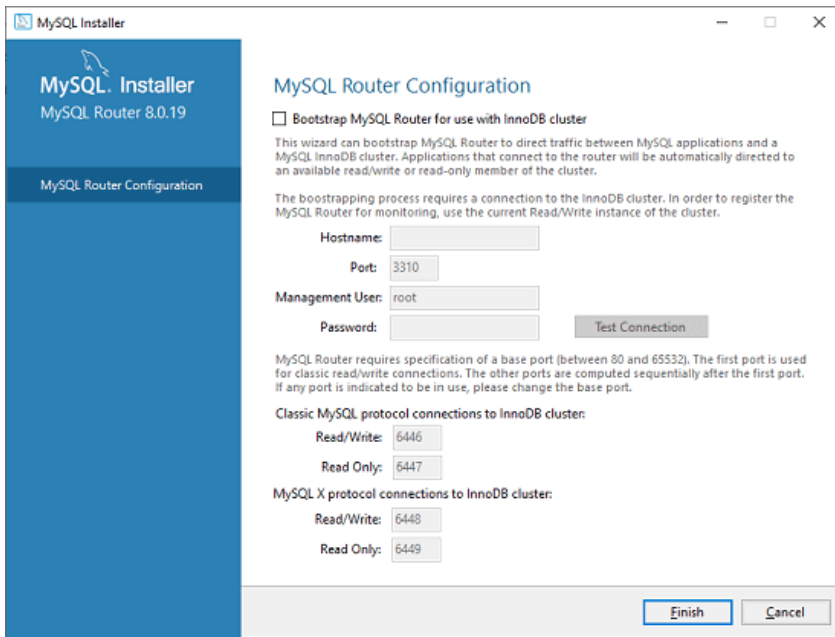 MySQL Installer
MySQL. Installer
MySQL Router 8.0.19
MySQL Router Configuration
MySQL Router Configuration
Bootstrap MySQL Router for use with InnoDB cluster
This wizard can bootstrap MySQL Router to direct traffic between MySQL applications and a
MySQL InnoDB cluster. Applications that connect to the router will be automatically directed to
an available read/write or read-only member of the cluster.
The boostrapping process requires a connection to the InnoDB cluster. In order to register the
MySQL Router for monitoring, use the current Read/Write instance of the cluster.
Hostname:
Port: 3310
Management User: root
Password: Test Connection
MySQL Router requires specification of a base port (between 80 and 65532). The first port is used
for classic read/write connections. The other ports are computed sequentially after the first port.
If any port is indicated to be in use, please change the base port.
Classic MySQL protocol connections to InnoDB cluster:
Read/Write: 6446
Read Only: 6447
MySQL X protocol connections to InnoDB cluster:
Read/Write: 6448
Read Only: 6449
Finish Cancel